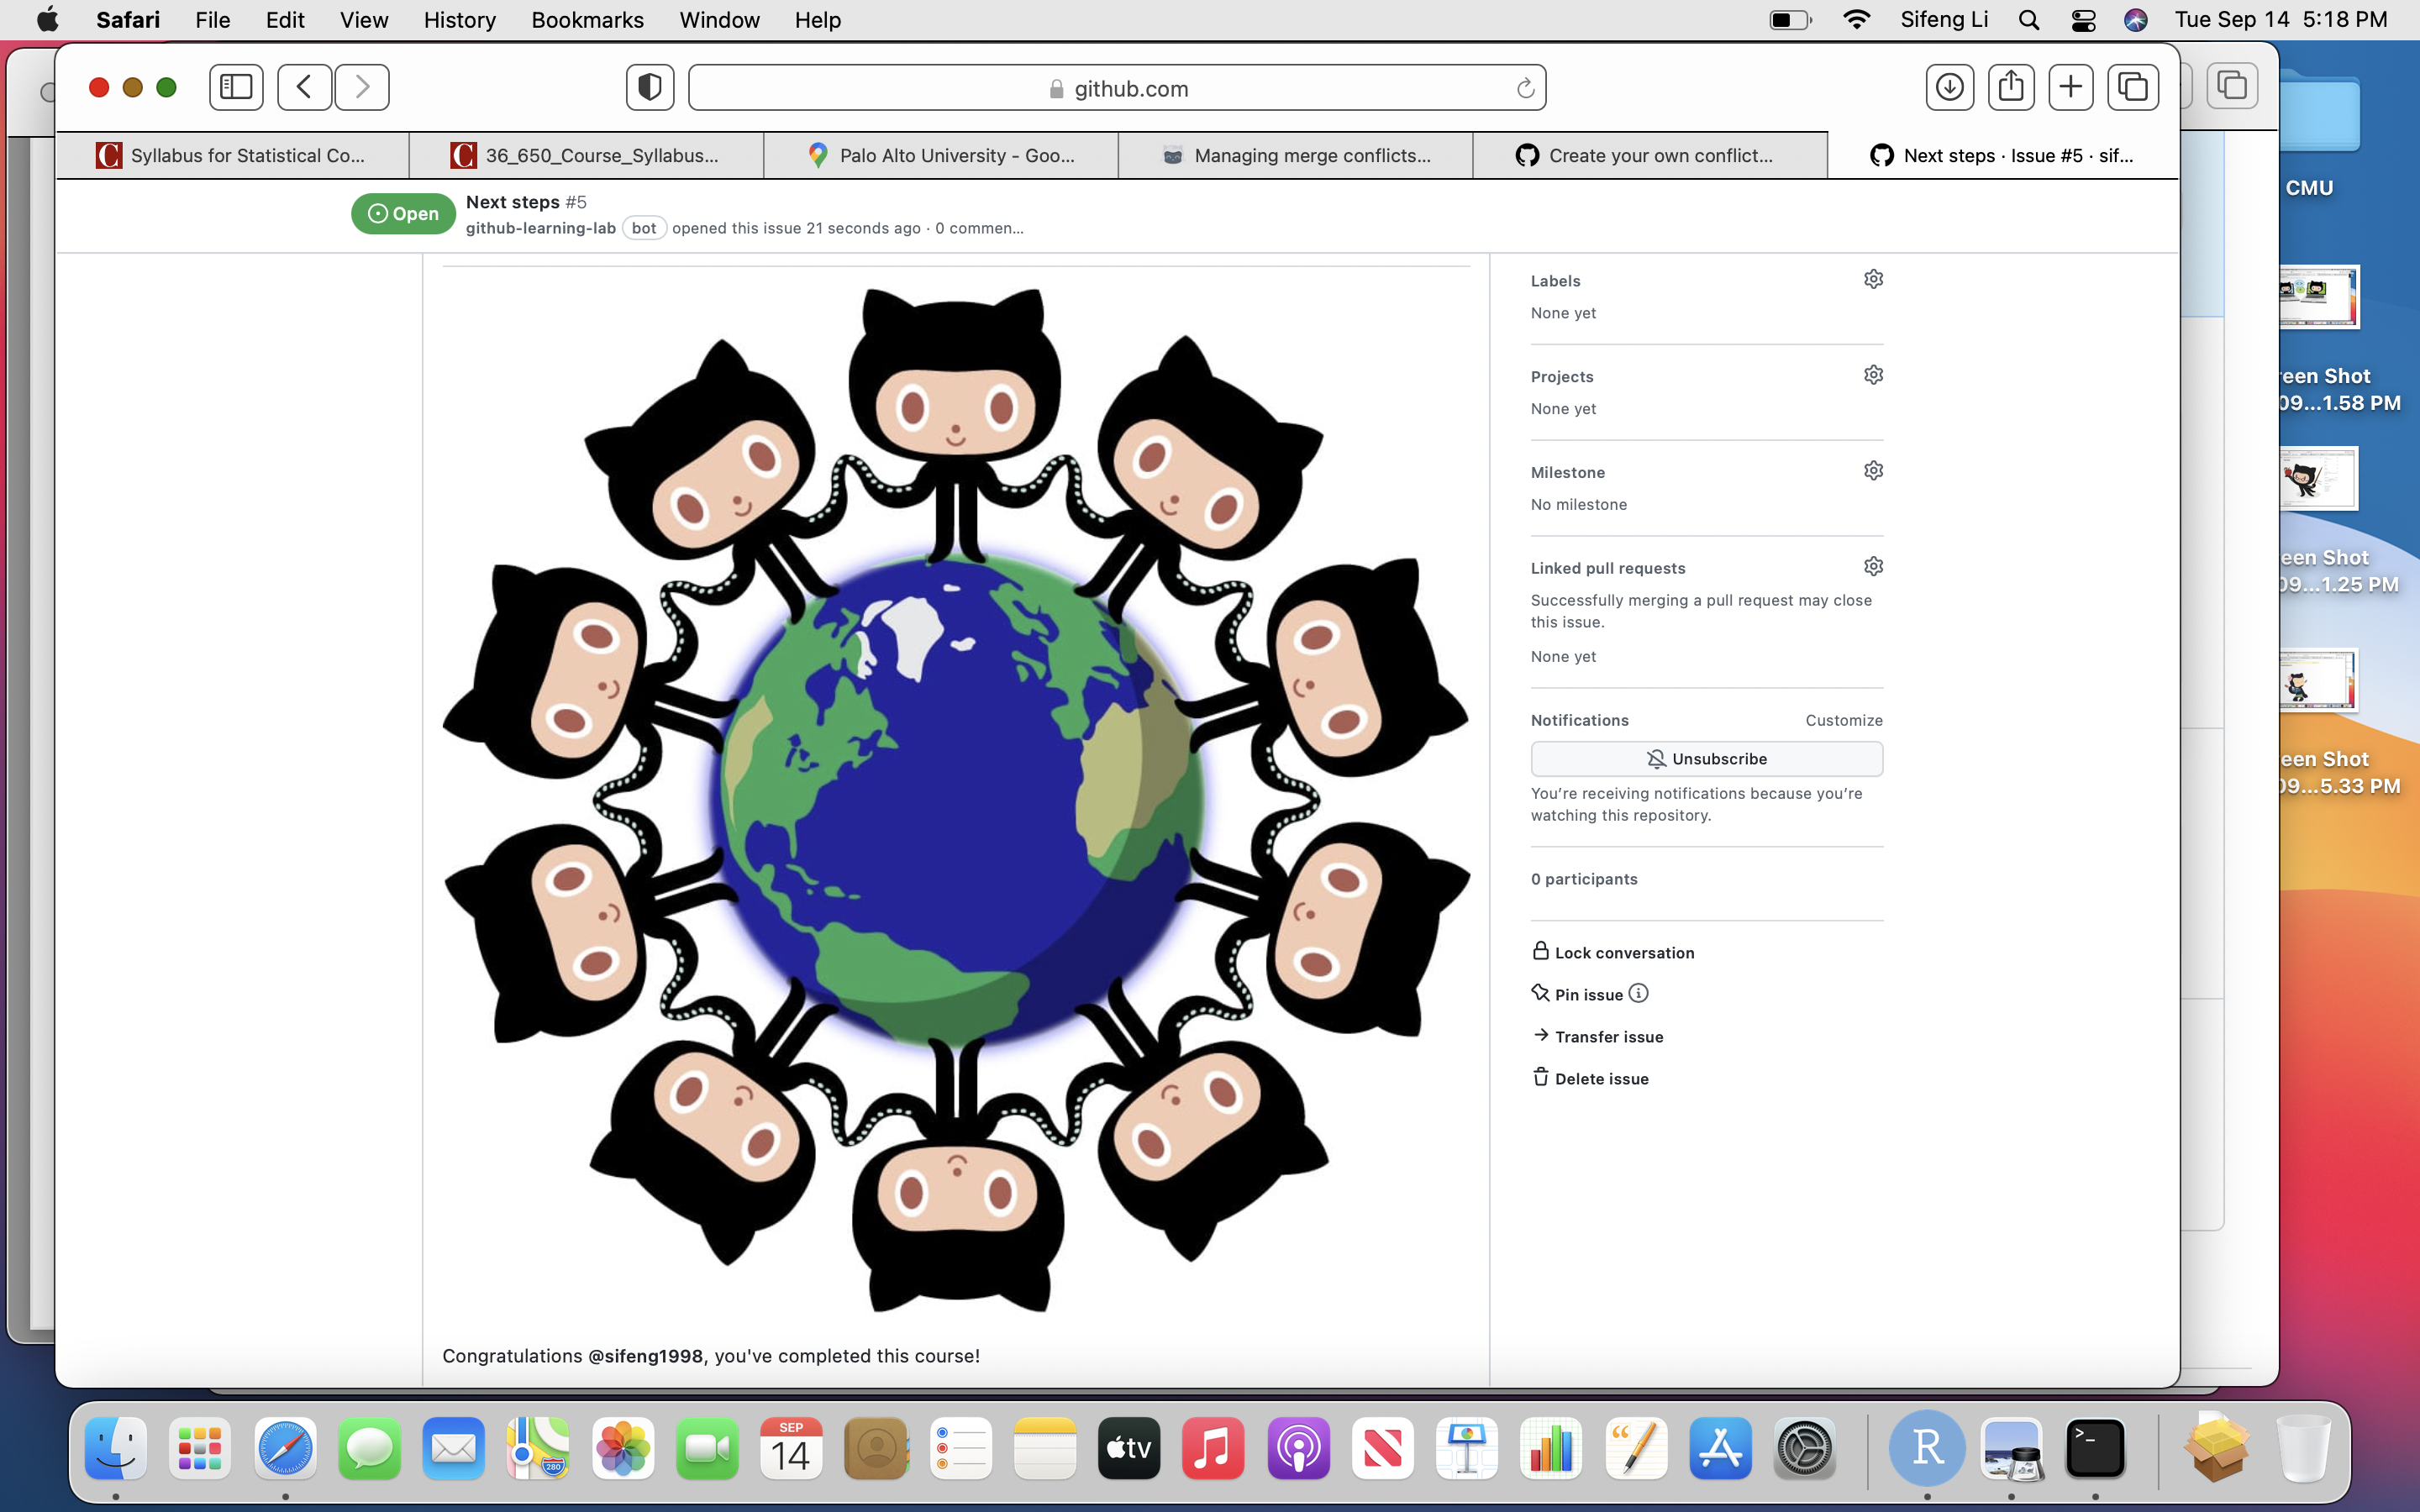 Safari File Edit View History Bookmarks Window Help Sifeng Li Tue Sep 14 5:18 PM
github.com
Syllabus for Statistical Co... 36_650_Course_Syllabus... Palo Alto University - Goo... Managing merge conflicts... Create your own conflict... Next steps · Issue #5 · sif...
Open
Next steps #5
github-learning-lab bot opened this issue 21 seconds ago · 0 commen...
Labels
None yet
Projects
None yet
Milestone
No milestone
Linked pull requests
Successfully merging a pull request may close
this issue.
None yet
Notifications Customize
Unsubscribe
You're receiving notifications because you're
watching this repository.
0 participants
Lock conversation
Pin issue
Transfer issue
Delete issue
Congratulations @sifeng1998, you've completed this course!
CMU
reen Shot
09...1.58 PM
een Shot
09...1.25 PM
een Shot
09...5.33 PM
280
SEP
14
tv
R
>_